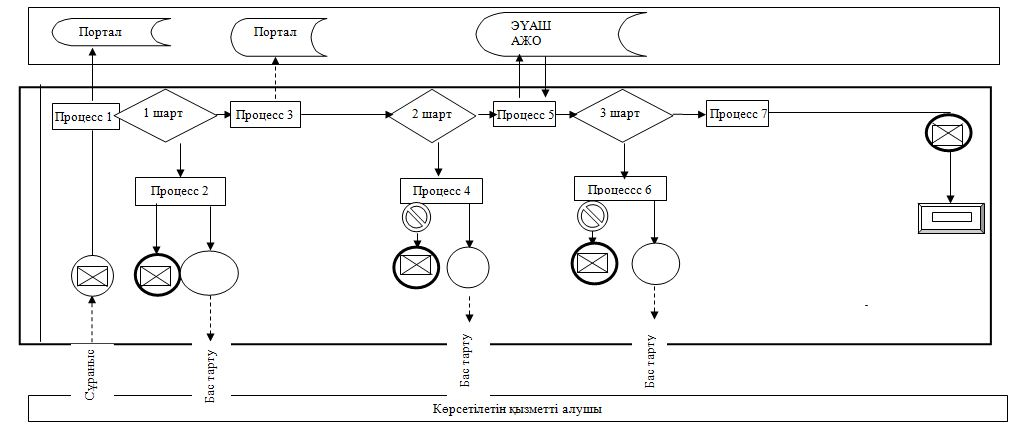 Портал
Портал
ЭҮАШ
АЖО
Процесс 1
1 шарт
Процесс 3
2 шарт
Процесс 5
3 шарт
Процесс 7
Процесс 2
Процесс 4
Процессс 6
Сұраныс
Бас тарту
Бас тарту
Бас тарту
Көрсетілетін қызметті алушы